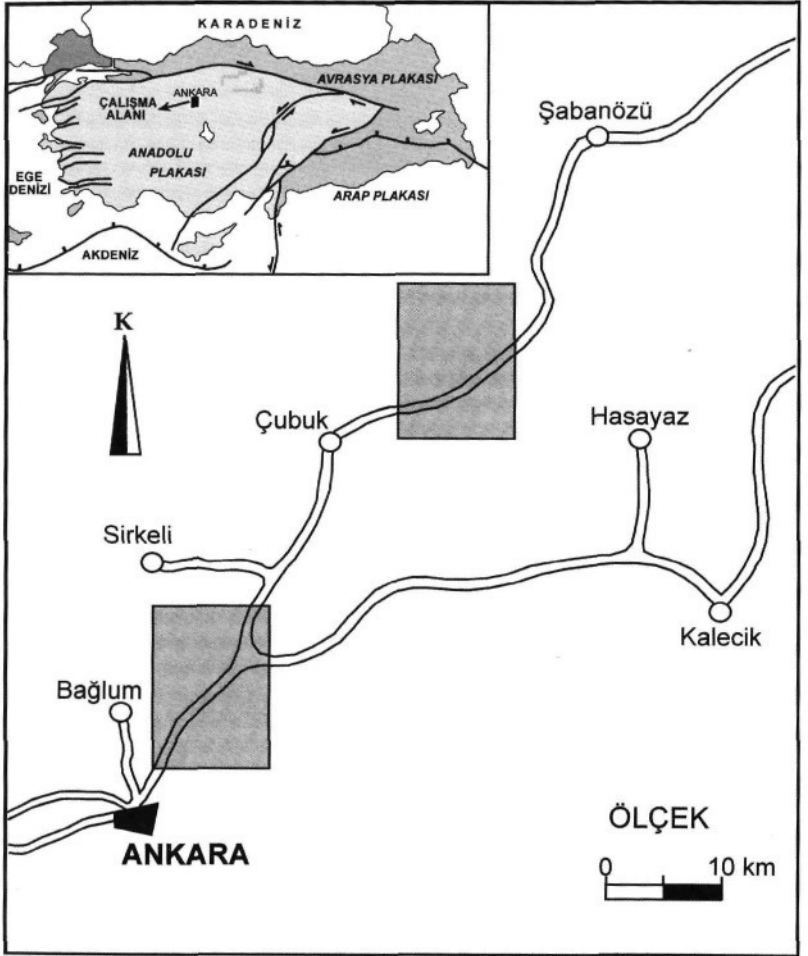 KARADENİZ
AVRASYA PLAKASI
ANKARA
ÇALIŞMA
ALANI
ANADOLU
PLAKASI
EGE
DENİZİ
ARAP PLAKASI
AKDENİZ
Şabanözü
K
Çubuk
Hasayaz
Sirkeli
Kalecik
Bağlum
ANKARA
ÖLÇEK
0 10 km